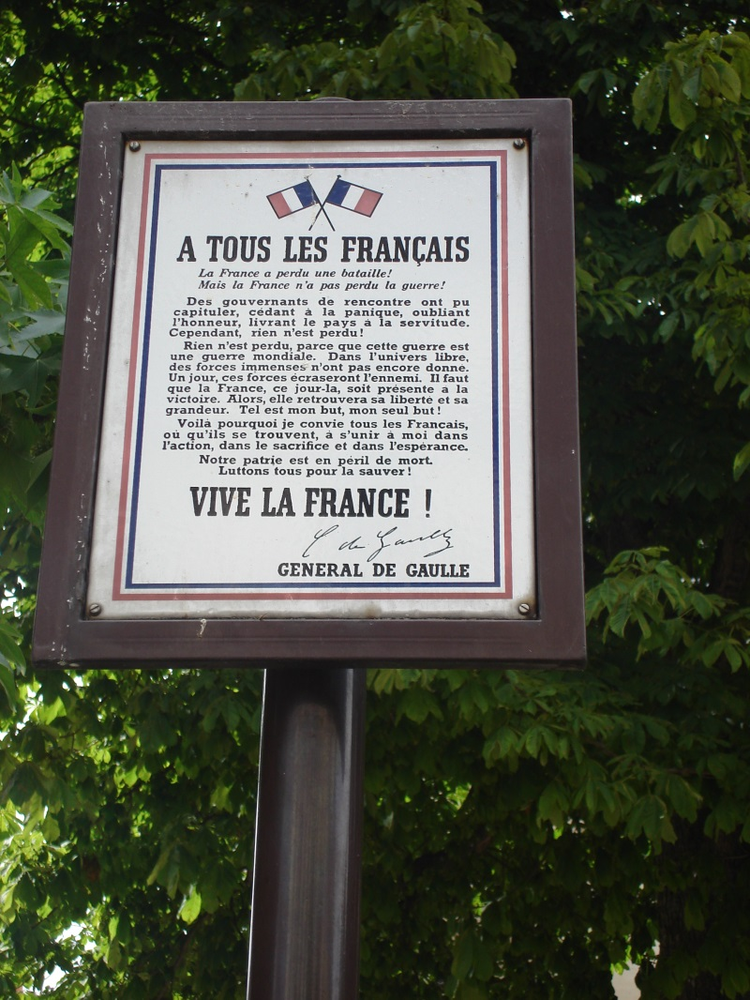 A TOUS LES FRANÇAIS
La France a perdu une bataille!
Mais la France n'a pas perdu la guerre!
Des gouvernants de rencontre ont pu
capituler, cédant à la panique, oubliant
l'honneur, livrant le pays à la servitude.
Cependant, rien n'est perdu!
Rien n'est perdu, parce que cette guerre est
une guerre mondiale. Dans l'univers libre,
des forces immenses n'ont pas encore donné.
Un jour, ces forces écraseront l'ennemi. Il faut
que la France, ce jour-la, soit présente a la
victoire. Alors, elle retrouvera sa liberté et sa
grandeur. Tel est mon but, mon seul but!
Voilà pourquoi je convie tous les Francais,
où qu'ils se trouvent, à s'unir à moi dans
l'action, dans le sacrifice et dans l'espérance.
Notre patrie est en péril de mort.
Luttons tous pour la sauver!
VIVE LA FRANCE !
C de Gaulle
GENERAL DE GAULLE